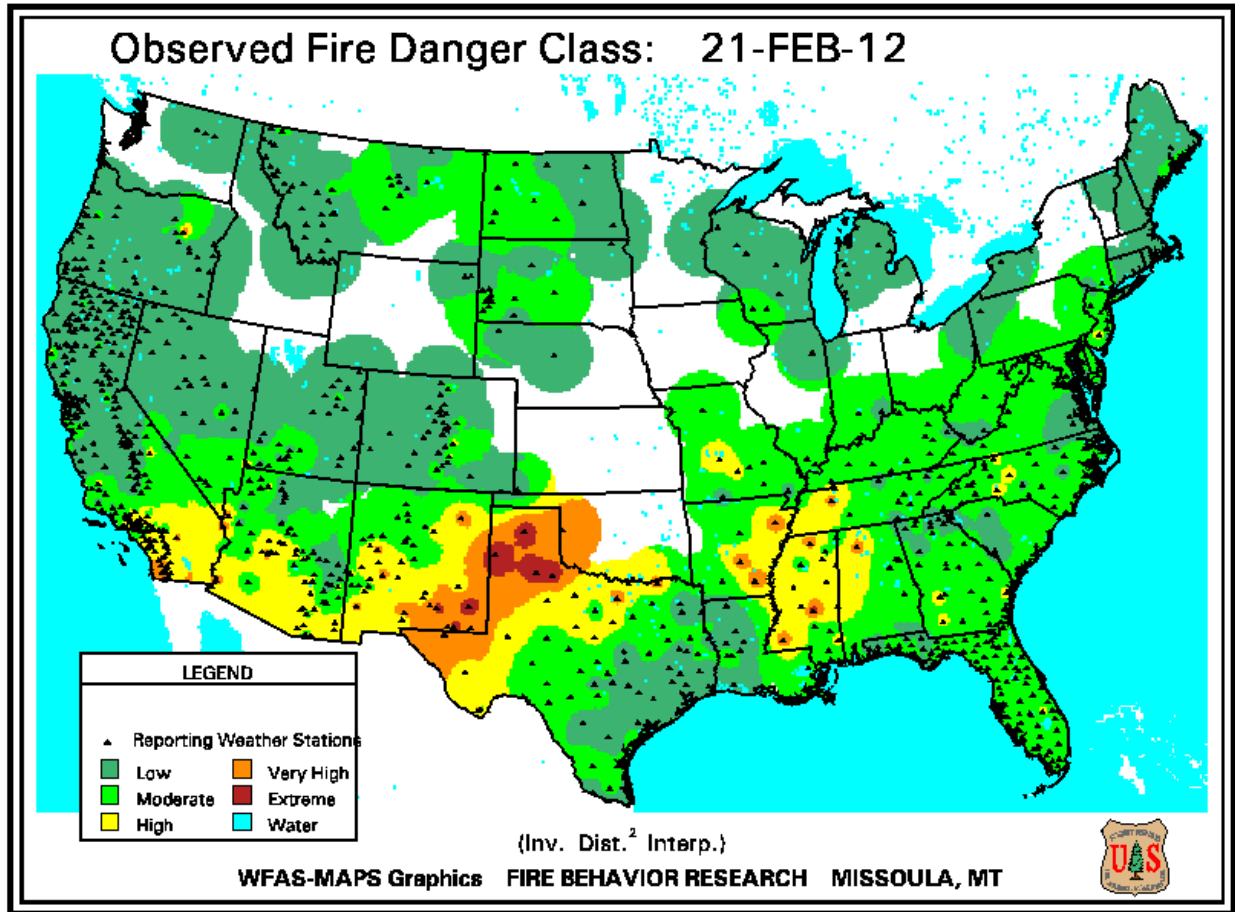 Observed Fire Danger Class: 21-FEB-12
LEGEND
Reporting Weather Stations
Low
Very High
Moderate
Extreme
High
Water
(Inv. Dist.² Interp.)
WFAS-MAPS Graphics FIRE BEHAVIOR RESEARCH MISSOULA, MT
U S